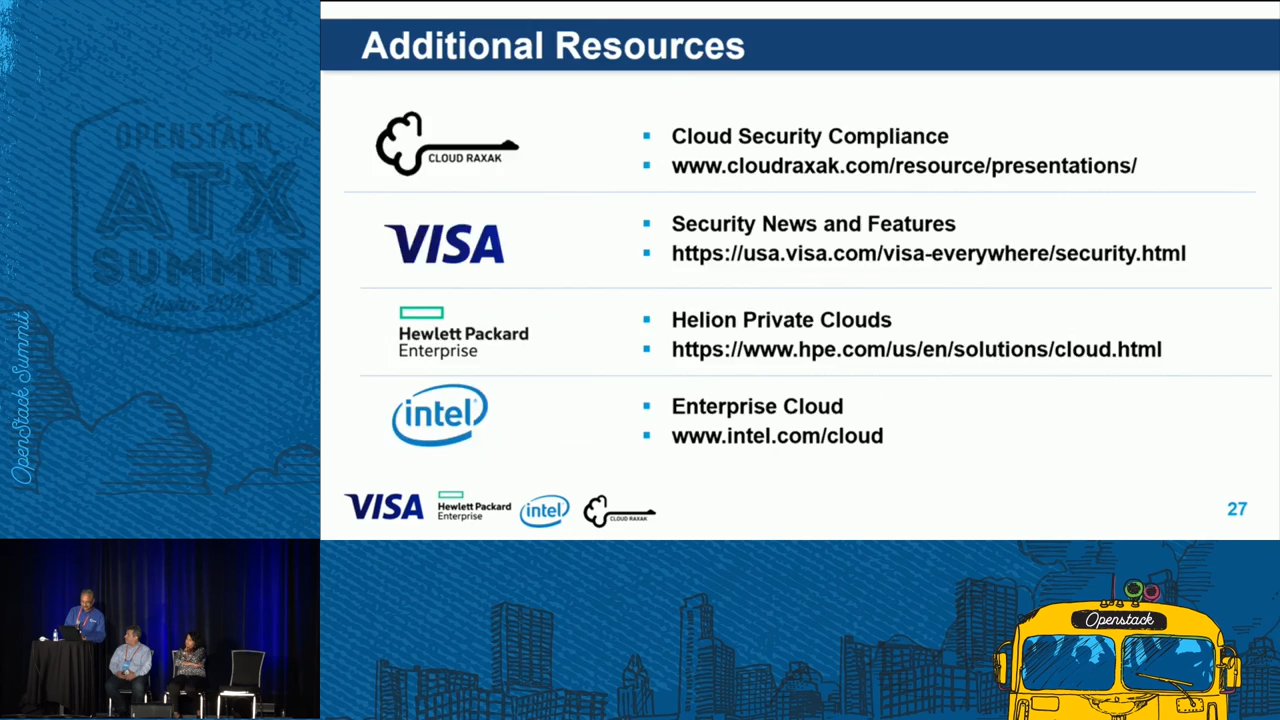 Additional Resources
CLOUD RAXAK
Cloud Security Compliance
www.cloudraxak.com/resource/presentations/
VISA
Security News and Features
https://usa.visa.com/visa-everywhere/security.html
Hewlett Packard
Enterprise
Helion Private Clouds
https://www.hpe.com/us/en/solutions/cloud.html
intel
Enterprise Cloud
www.intel.com/cloud
VISA
Hewlett Packard
Enterprise
intel
CLOUD RAXAK
27
OPENSTACK
ATX
SUMMIT
OpenStack Summit
Openstack